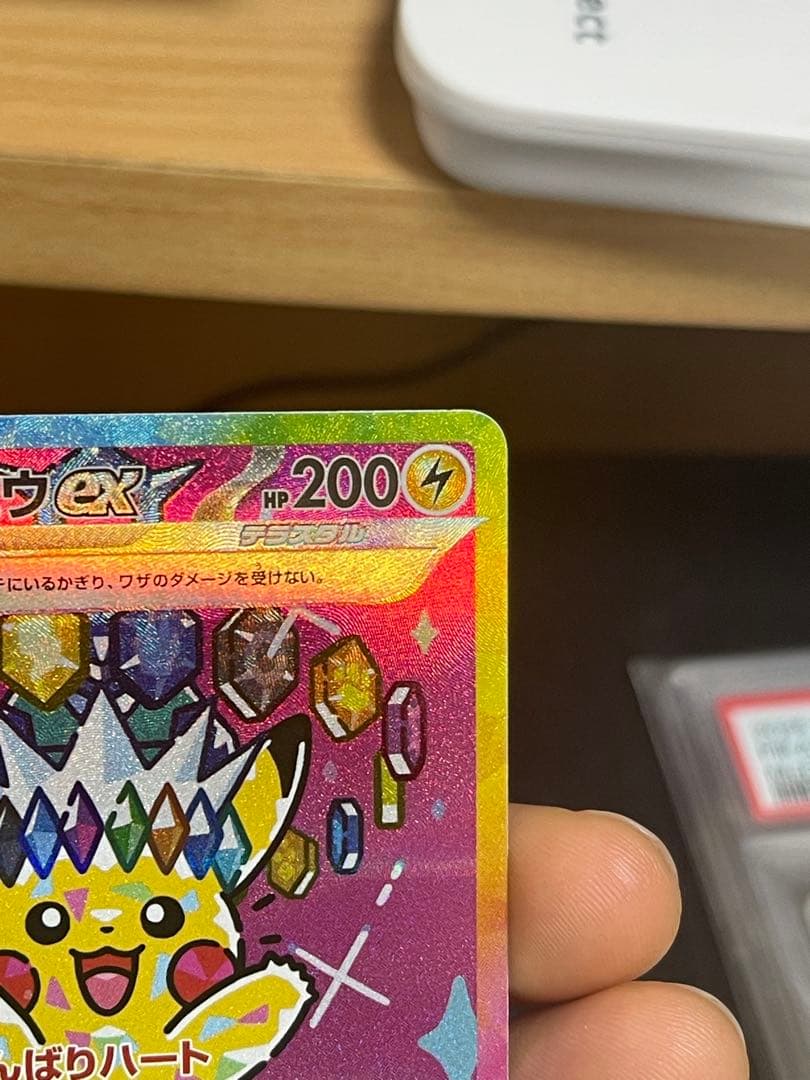 ect
ウex HP200
テラスタル
にいるかぎり、ワザのダメージを受けない。
んばりハート